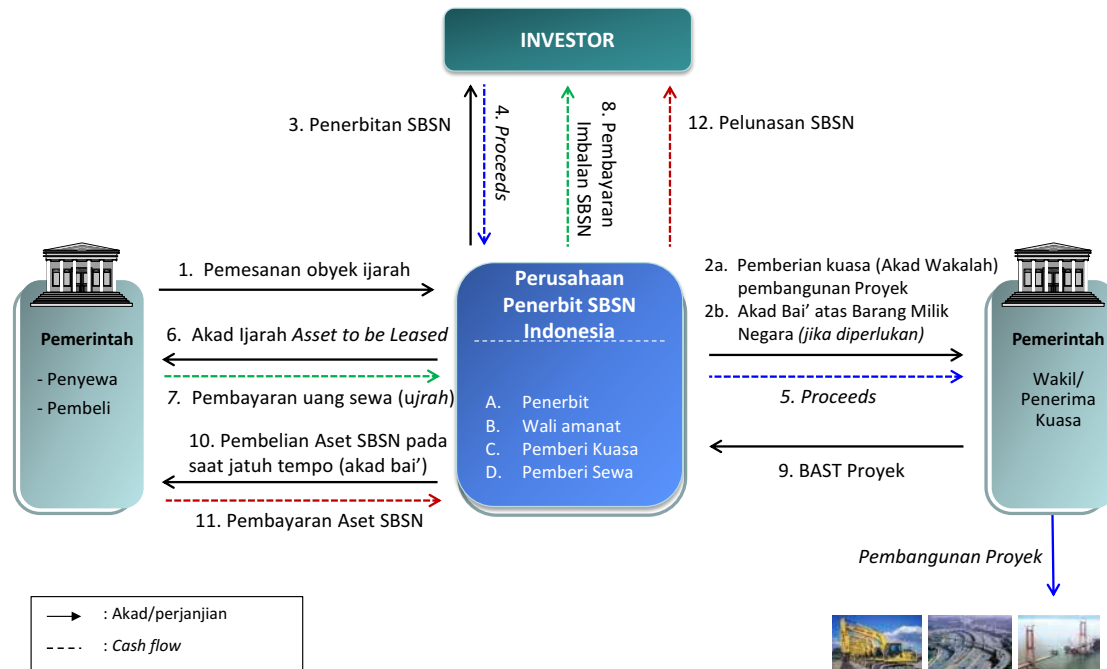 INVESTOR
3. Penerbitan SBSN
4. Proceeds
8. Pembayaran
Imbalan SBSN
12. Pelunasan SBSN
1. Pemesanan obyek ijarah
6. Akad Ijarah Asset to be Leased
7. Pembayaran uang sewa (ujrah)
10. Pembelian Aset SBSN pada
saat jatuh tempo (akad bai’)
11. Pembayaran Aset SBSN
Pemerintah
- Penyewa
- Pembeli
Perusahaan
Penerbit SBSN
Indonesia
A. Penerbit
B. Wali amanat
C. Pemberi Kuasa
D. Pemberi Sewa
2a. Pemberian kuasa (Akad Wakalah)
pembangunan Proyek
2b. Akad Bai’ atas Barang Milik
Negara (jika diperlukan)
5. Proceeds
9. BAST Proyek
Pemerintah
Wakil/
Penerima
Kuasa
Pembangunan Proyek
: Akad/perjanjian
: Cash flow